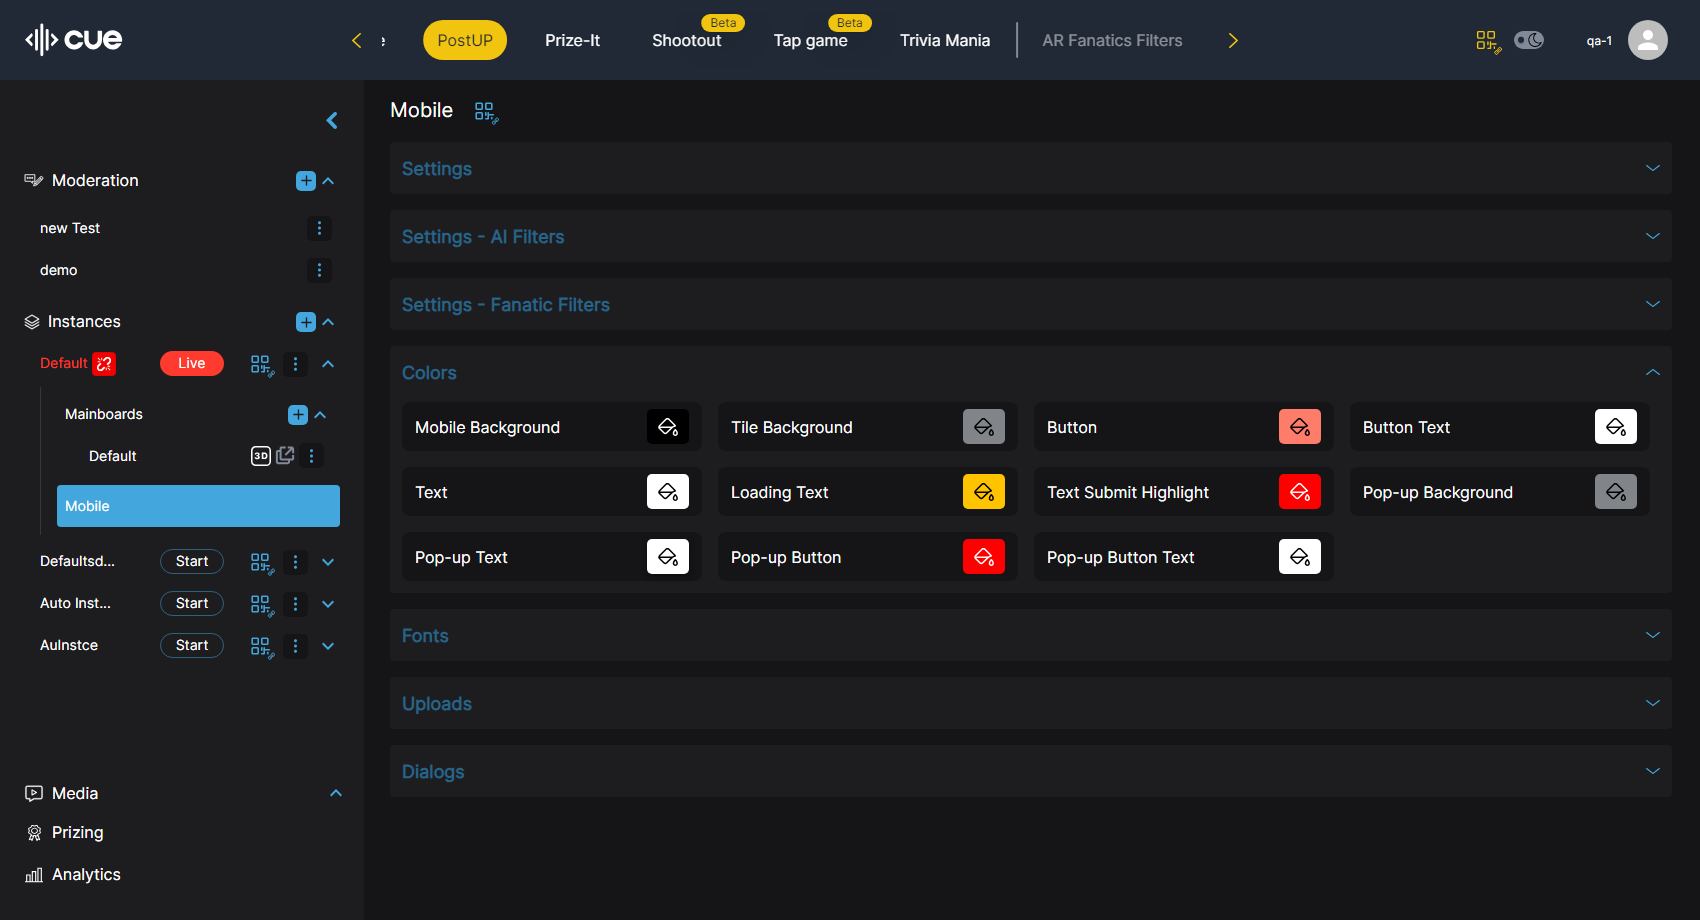 cue
PostUP
Prize-It
Shootout
Beta
Tap game
Beta
Trivia Mania
AR Fanatics Filters
qa-1
Moderation
new Test
demo
Instances
Default
Live
Mainboards
Default
3D
Mobile
Defaultsd...
Start
Auto Inst...
Start
AuInstce
Start
Media
Prizing
Analytics
Mobile
Settings
Settings - AI Filters
Settings - Fanatic Filters
Colors
Mobile Background
Tile Background
Button
Button Text
Text
Loading Text
Text Submit Highlight
Pop-up Background
Pop-up Text
Pop-up Button
Pop-up Button Text
Fonts
Uploads
Dialogs